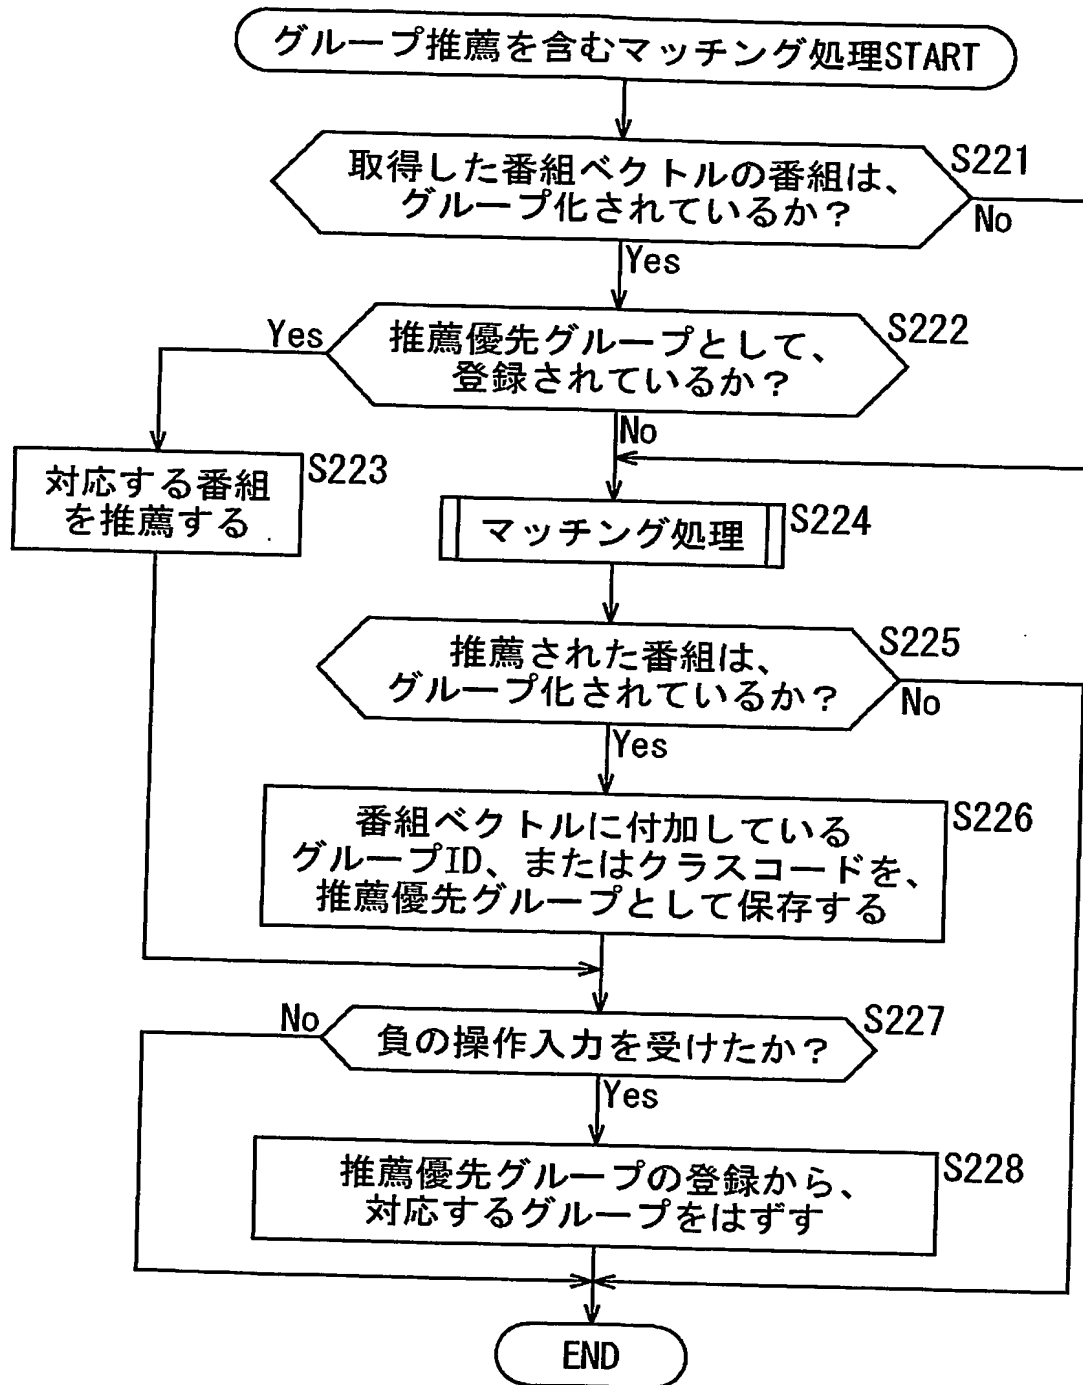 グループ推薦を含むマッチング処理START
取得した番組ベクトルの番組は、
グループ化されているか？
S221
No
Yes
推薦優先グループとして、
登録されているか？
S222
Yes
No
対応する番組
を推薦する
S223
マッチング処理
S224
推薦された番組は、
グループ化されているか？
S225
No
Yes
番組ベクトルに付加している
グループID、またはクラスコードを、
推薦優先グループとして保存する
S226
負の操作入力を受けたか？
S227
No
Yes
推薦優先グループの登録から、
対応するグループをはずす
S228
END